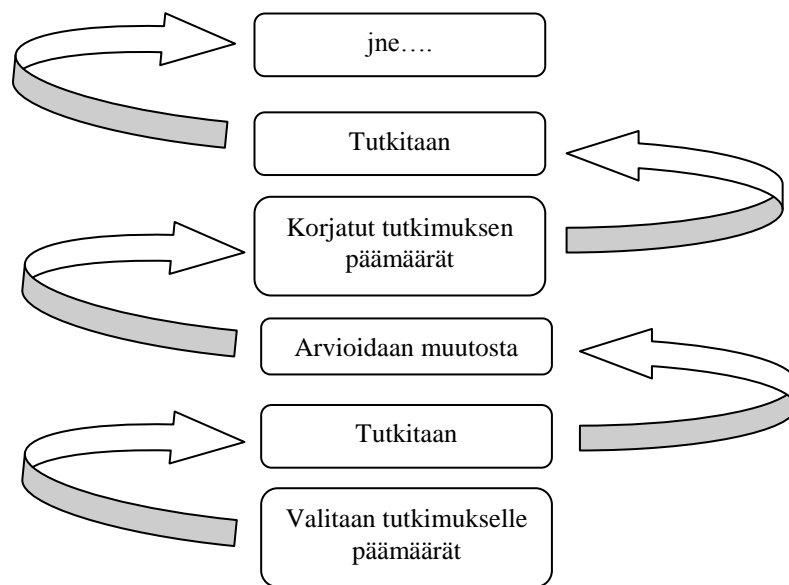 jne….
Tutkitaan
Korjatut tutkimuksen
päämäärät
Arvioidaan muutosta
Tutkitaan
Valitaan tutkimukselle
päämäärät